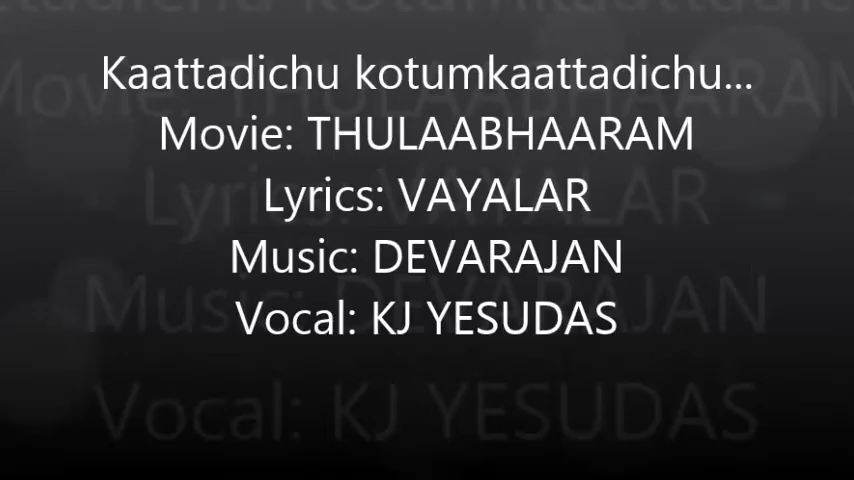 Kaattadichu kotumkaattadichu...
Movie: THULAABHAARAM
Lyrics: VAYALAR
Music: DEVARAJAN
Vocal: KJ YESUDAS